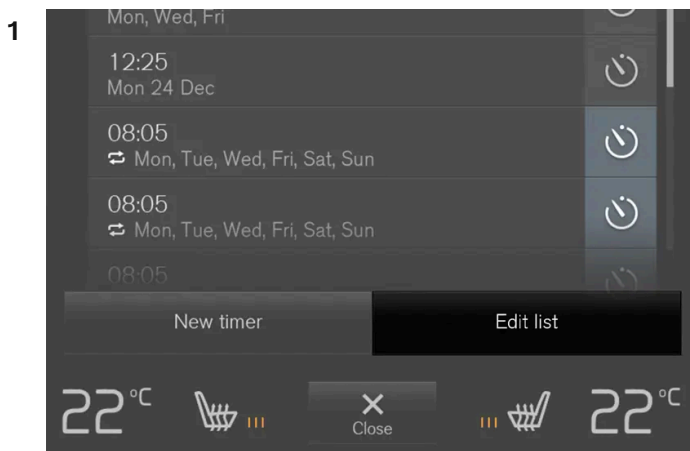 1
Mon, Wed, Fri
12:25
Mon 24 Dec
08:05
Mon, Tue, Wed, Fri, Sat, Sun
08:05
Mon, Tue, Wed, Fri, Sat, Sun
08:05
New timer
Edit list
22°C
Close
22°C